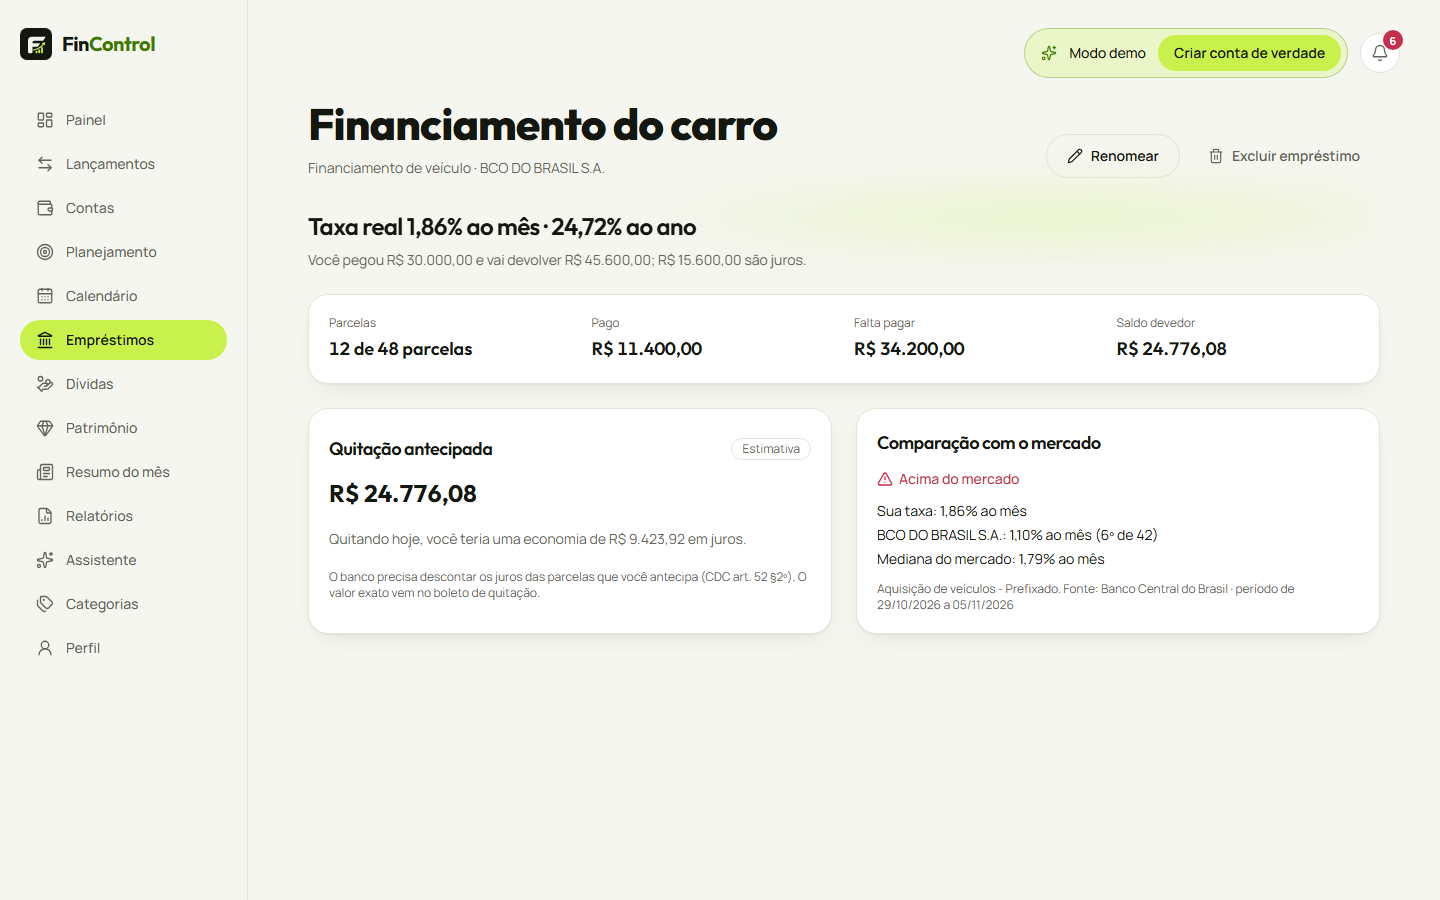 FinControl
Modo demo
Criar conta de verdade
6
Painel
Lançamentos
Contas
Planejamento
Calendário
Empréstimos
Dívidas
Patrimônio
Resumo do mês
Relatórios
Assistente
Categorias
Perfil
Financiamento do carro
Financiamento de veículo · BCO DO BRASIL S.A.
Renomear
Excluir empréstimo
Taxa real 1,86% ao mês · 24,72% ao ano
Você pegou R$ 30.000,00 e vai devolver R$ 45.600,00; R$ 15.600,00 são juros.
Parcelas
12 de 48 parcelas
Pago
R$ 11.400,00
Falta pagar
R$ 34.200,00
Saldo devedor
R$ 24.776,08
Quitação antecipada
Estimativa
R$ 24.776,08
Quitando hoje, você teria uma economia de R$ 9.423,92 em juros.
O banco precisa descontar os juros das parcelas que você antecipa (CDC art. 52 §2º). O
valor exato vem no boleto de quitação.
Comparação com o mercado
Acima do mercado
Sua taxa: 1,86% ao mês
BCO DO BRASIL S.A.: 1,10% ao mês (6º de 42)
Mediana do mercado: 1,79% ao mês
Aquisição de veículos - Prefixado. Fonte: Banco Central do Brasil · período de
29/10/2026 a 05/11/2026